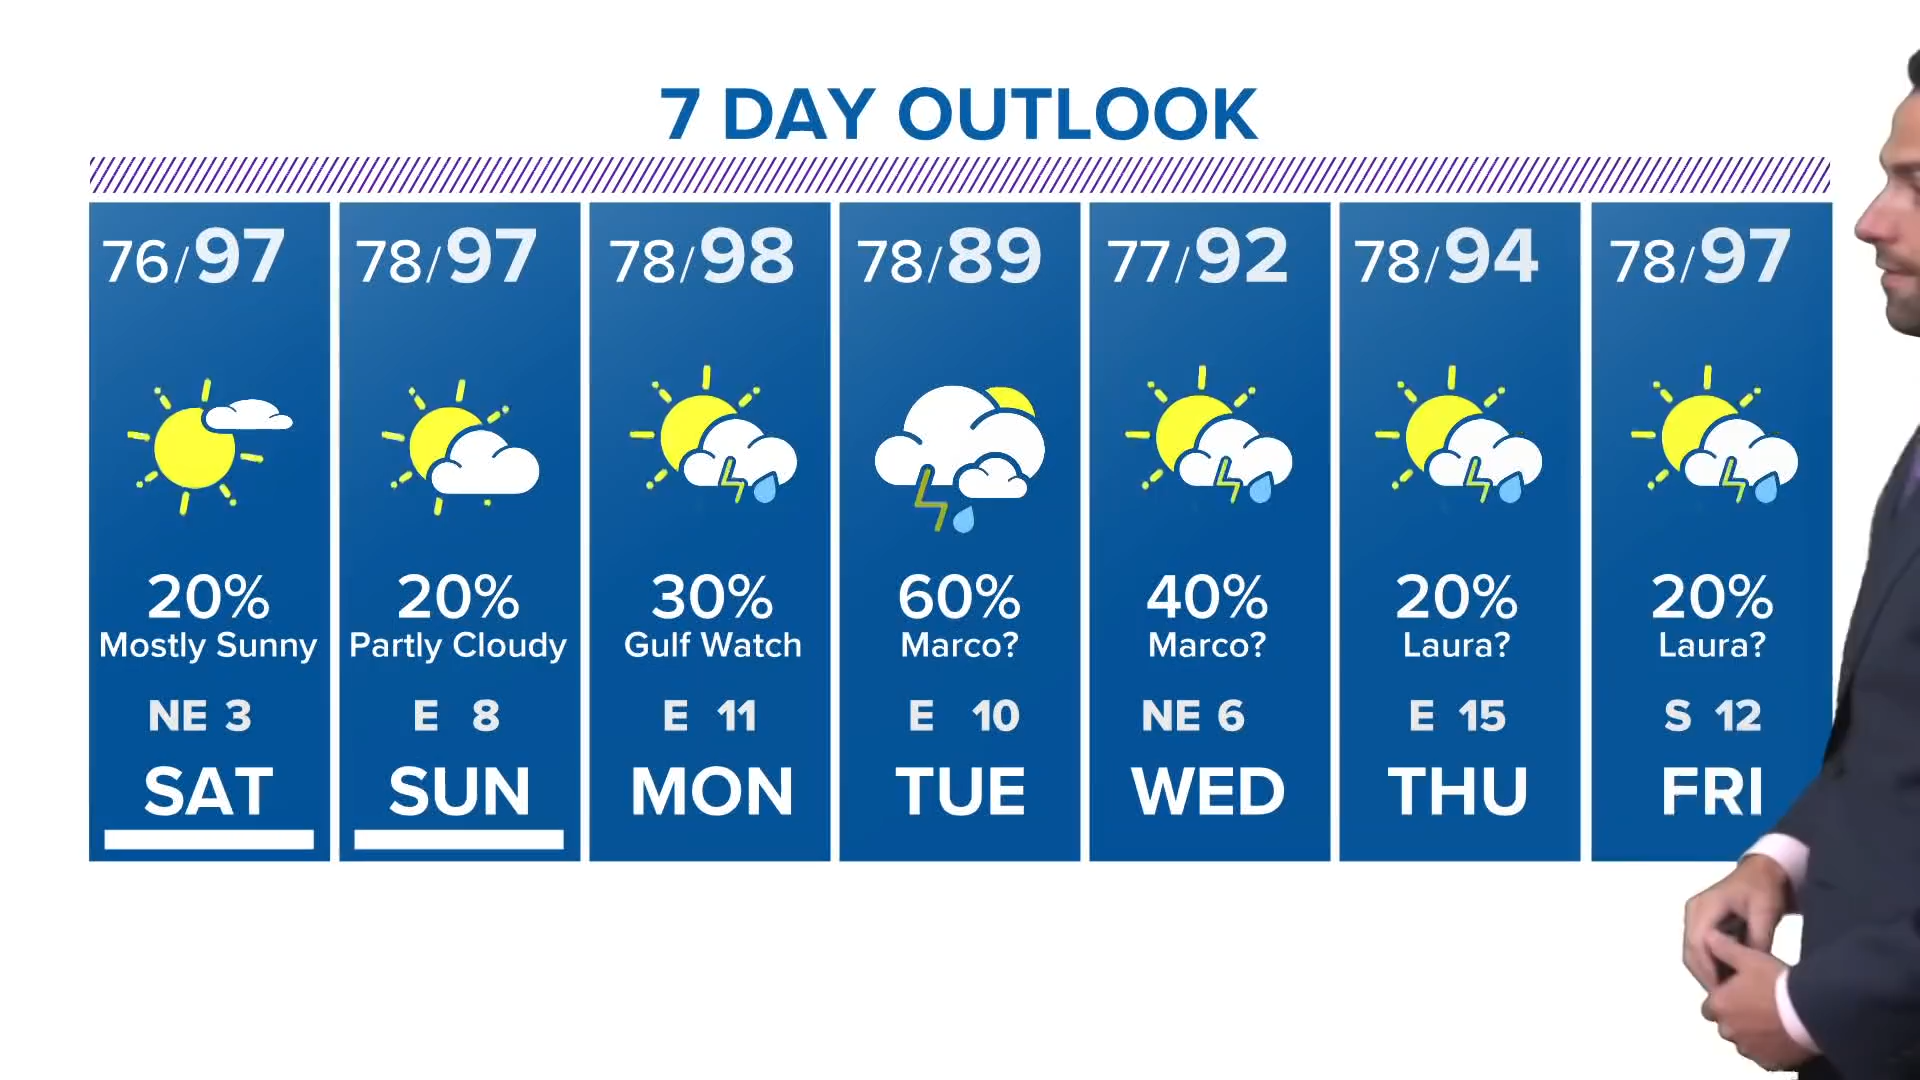 7 DAY OUTLOOK
76/97
78/97
78/98
78/89
77/92
78/94
78/97
20%
20%
30%
60%
40%
20%
20%
Mostly Sunny
Partly Cloudy
Gulf Watch
Marco?
Marco?
Laura?
Laura?
NE 3
E 8
E 11
E 10
NE 6
E 15
S 12
SAT
SUN
MON
TUE
WED
THU
FRI